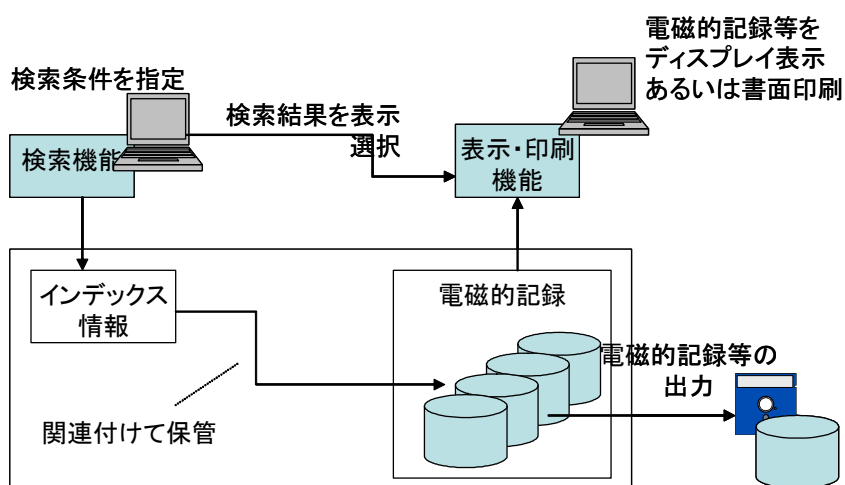 電磁的記録等を
ディスプレイ表示
あるいは書面印刷
検索条件を指定
検索結果を表示
選択
検索機能
表示・印刷
機能
インデックス
情報
電磁的記録
電磁的記録等の
出力
関連付けて保管